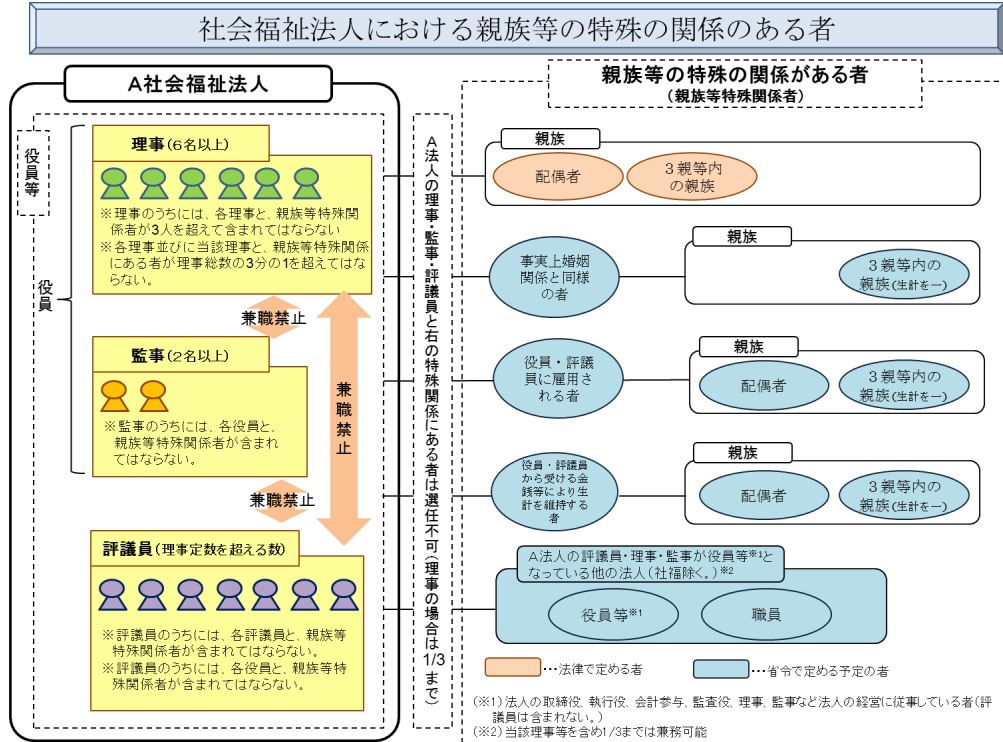 社会福祉法人における親族等の特殊の関係のある者
A社会福祉法人
役員等
役員
理事(6名以上)
※理事のうちには、各理事と、親族等特殊関
係者が3人を超えて含まれてはならない
※各理事並びに当該理事と、親族等特殊関係
にある者が理事総数の3分の1を超えてはな
らない。
兼職禁止
監事(2名以上)
※監事のうちには、各役員と、
親族等特殊関係者が含まれ
てはならない。
兼職禁止
兼職禁止
評議員(理事定数を超える数)
※評議員のうちには、各評議員と、親族等
特殊関係者が含まれてはならない。
※評議員のうちには、各役員と、親族等特
殊関係者が含まれてはならない。
A法人の理事・監事・評議員と右の特殊関係にある者は選任不可(理事の場合は1/3まで)
親族等の特殊の関係がある者
(親族等特殊関係者)
親族
配偶者
3親等内
の親族
事実上婚姻
関係と同様
の者
親族
3親等内の
親族(生計を一)
役員・評議
員に雇用さ
れる者
親族
配偶者
3親等内の
親族(生計を一)
役員・評議員
から受ける金
銭等により生
計を維持する
者
親族
配偶者
3親等内の
親族(生計を一)
A法人の評議員・理事・監事が役員等※1と
なっている他の法人(社福除く。)※2
役員等※1
職員
…法律で定める者
…省令で定める予定の者
(※1)法人の取締役、執行役、会計参与、監査役、理事、監事など法人の経営に従事している者(評
議員は含まれない。)
(※2)当該理事等を含め1/3までは兼務可能